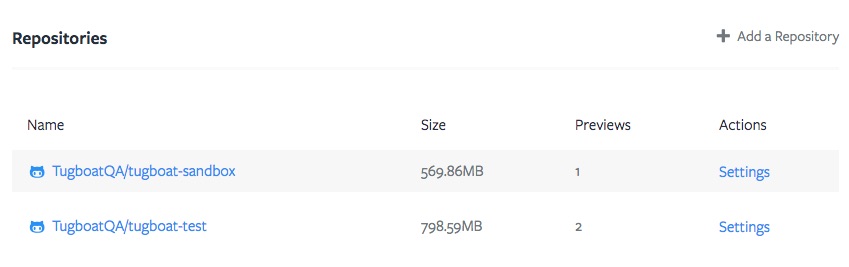 Repositories
Add a Repository
Name Size Previews Actions
TugboatQA/tugboat-sandbox 569.86MB 1 Settings
TugboatQA/tugboat-test 798.59MB 2 Settings